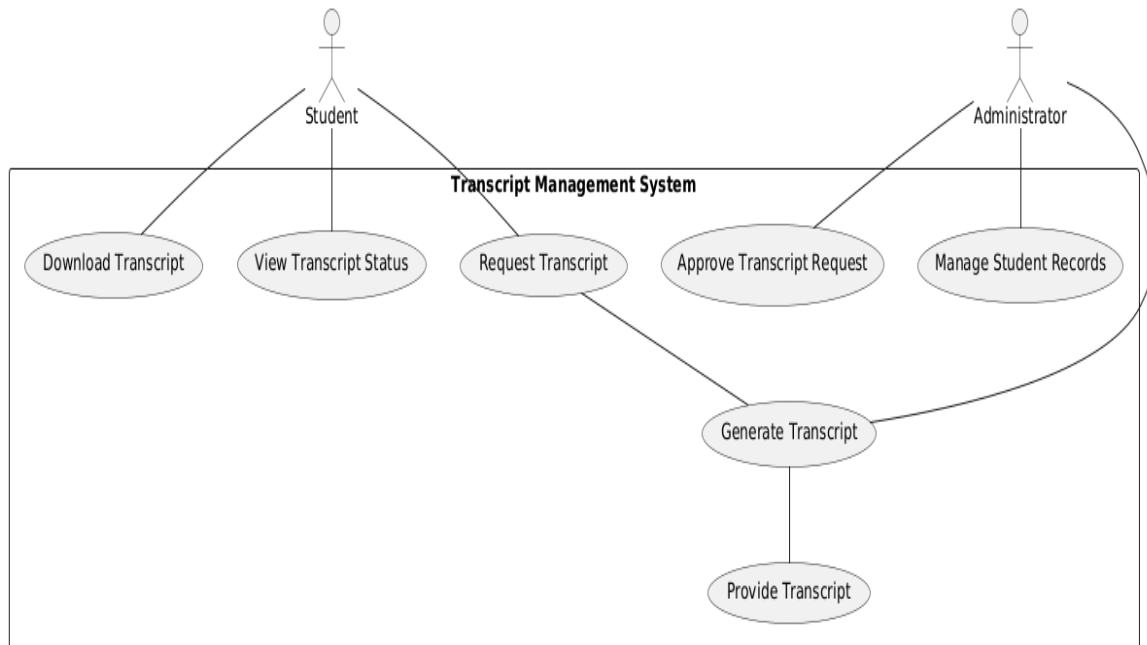 Student
Administrator
Transcript Management System
Download Transcript
View Transcript Status
Request Transcript
Approve Transcript Request
Manage Student Records
Generate Transcript
Provide Transcript